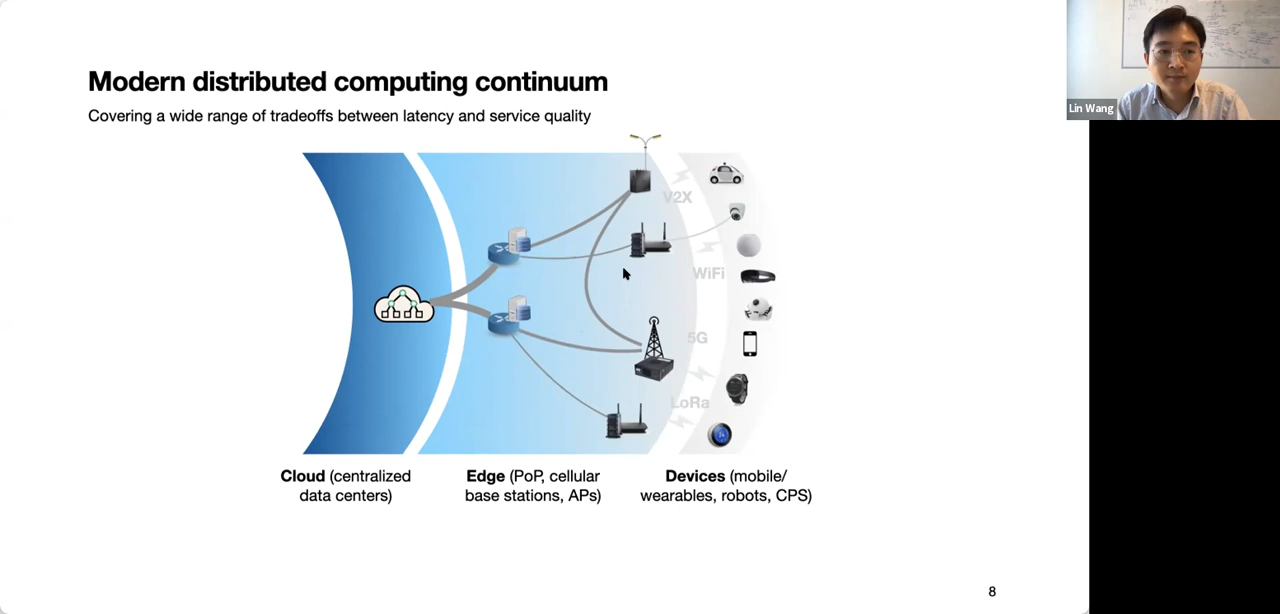 Modern distributed computing continuum
Covering a wide range of tradeoffs between latency and service quality
Lin Wang
V2X
WiFi
5G
LoRa
Cloud (centralized
data centers)
Edge (PoP, cellular
base stations, APs)
Devices (mobile/
wearables, robots, CPS)
8